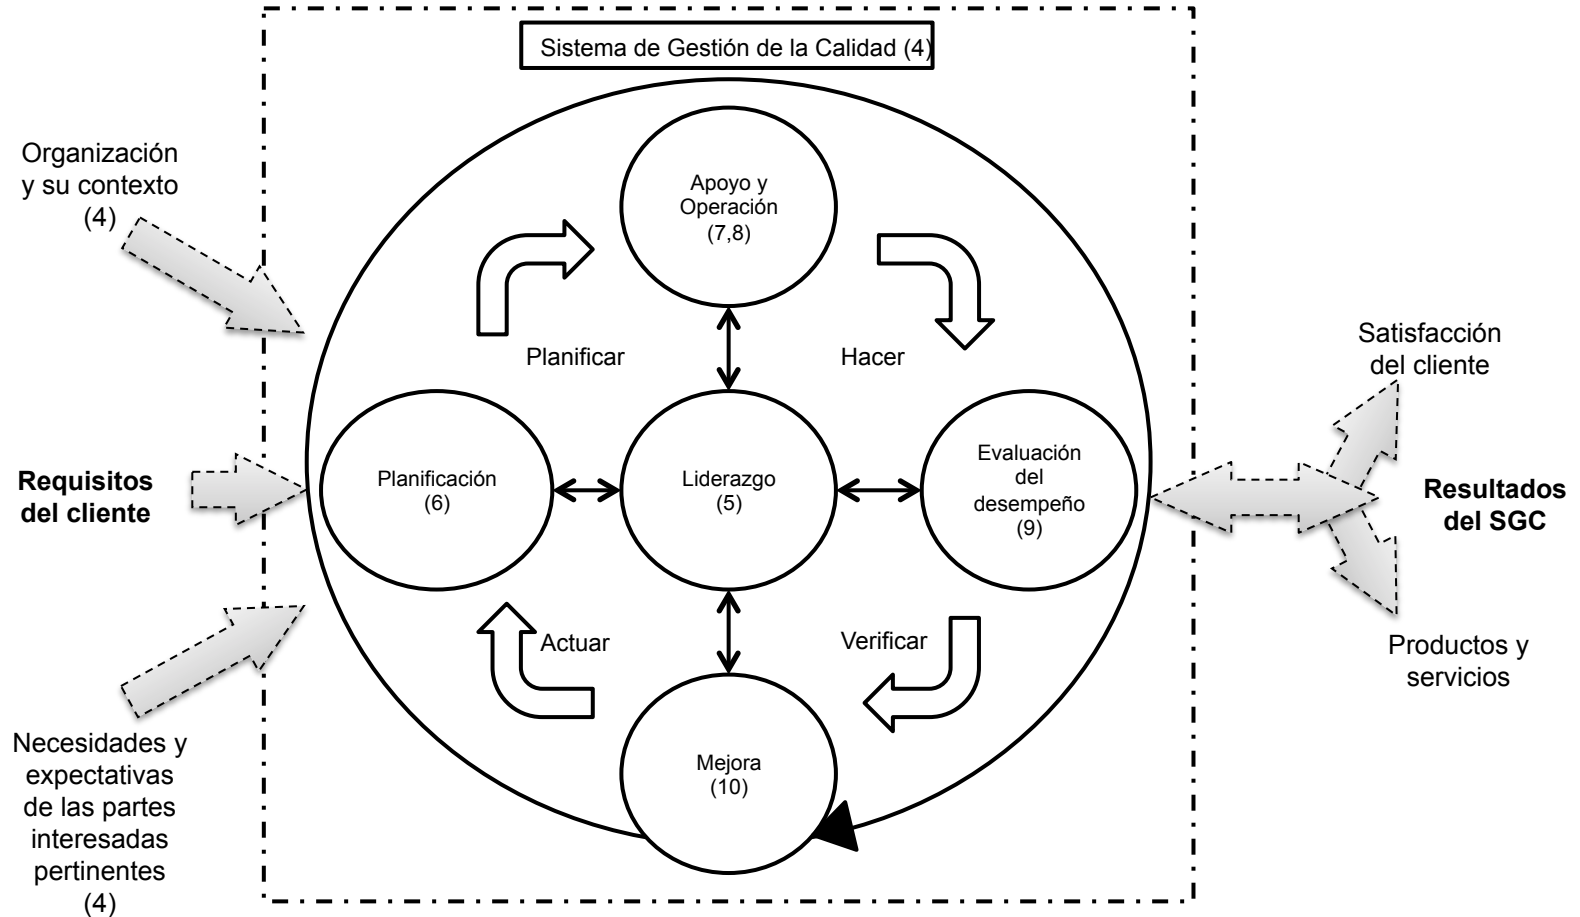 Sistema de Gestión de la Calidad (4)
Organización
y su contexto
(4)
Apoyo y
Operación
(7,8)
Planificar
Hacer
Satisfacción
del cliente
Requisitos
del cliente
Planificación
(6)
Liderazgo
(5)
Evaluación
del
desempeño
(9)
Resultados
del SGC
Actuar
Verificar
Productos y
servicios
Necesidades y
expectativas
de las partes
interesadas
pertinentes
(4)
Mejora
(10)